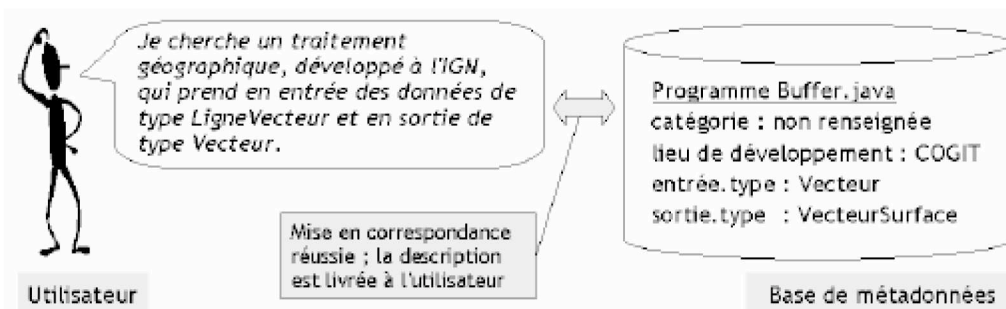 Je cherche un traitement
géographique, développé à l'IGN,
qui prend en entrée des données de
type LigneVecteur et en sortie de
type Vecteur.
Programme Buffer.java
catégorie : non renseignée
lieu de développement : COGIT
entrée.type : Vecteur
sortie.type : VecteurSurface
Mise en correspondance
réussie ; la description
est livrée à l'utilisateur
Utilisateur
Base de métadonnées